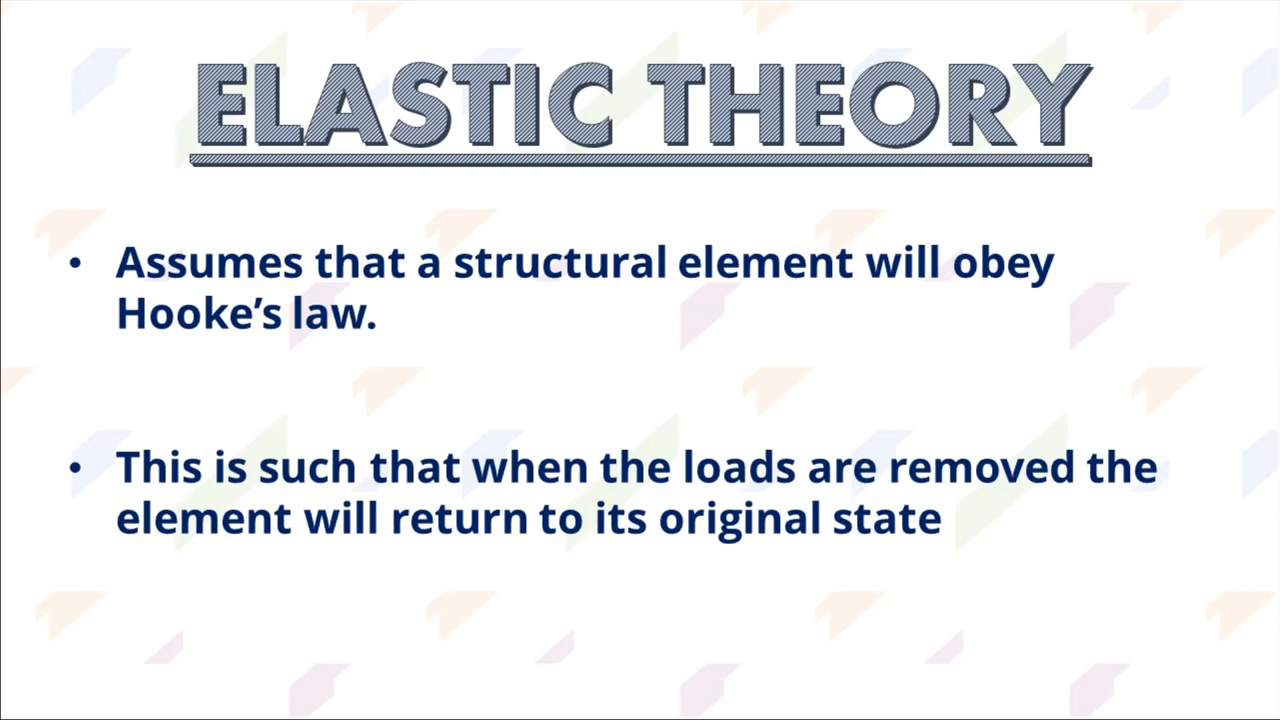 ELASTIC THEORY
• Assumes that a structural element will obey
Hooke’s law.
• This is such that when the loads are removed the
element will return to its original state